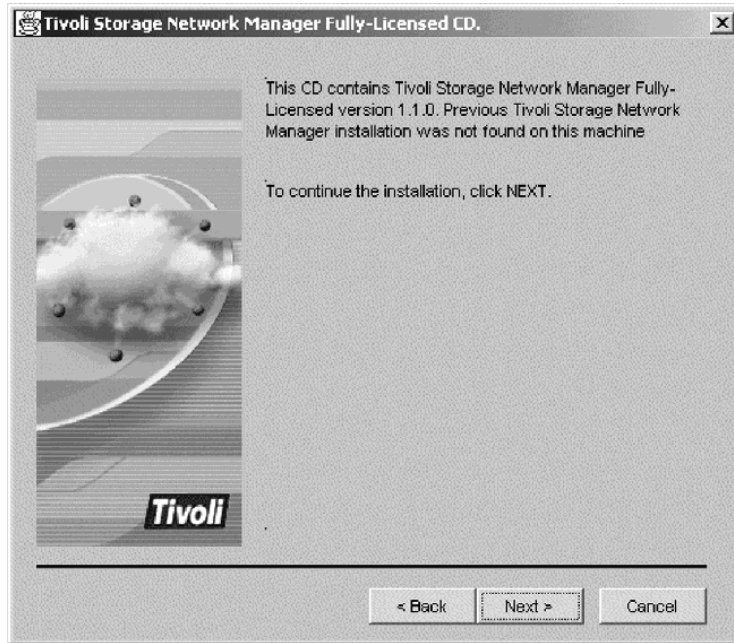 Tivoli Storage Network Manager Fully-Licensed CD.
This CD contains Tivoli Storage Network Manager Fully-
Licensed version 1.1.0. Previous Tivoli Storage Network
Manager installation was not found on this machine
To continue the installation, click NEXT.
Tivoli
< Back
Next >
Cancel